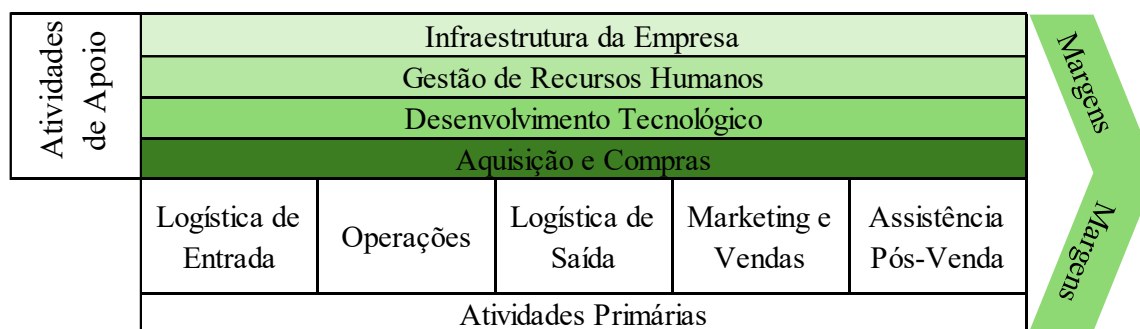 Atividades
de Apoio
Infraestrutura da Empresa
Gestão de Recursos Humanos
Desenvolvimento Tecnológico
Aquisição e Compras
Margens
Logística de
Entrada
Operações
Logística de
Saída
Marketing e
Vendas
Assistência
Pós-Venda
Margens
Atividades Primárias